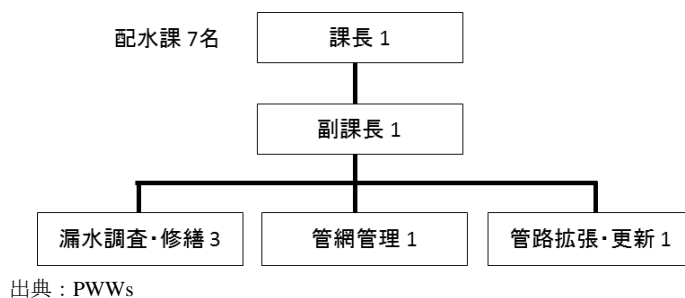 配水課 7名
課長 1
副課長 1
漏水調査・修繕 3
管網管理 1
管路拡張・更新 1
出典：PWWs